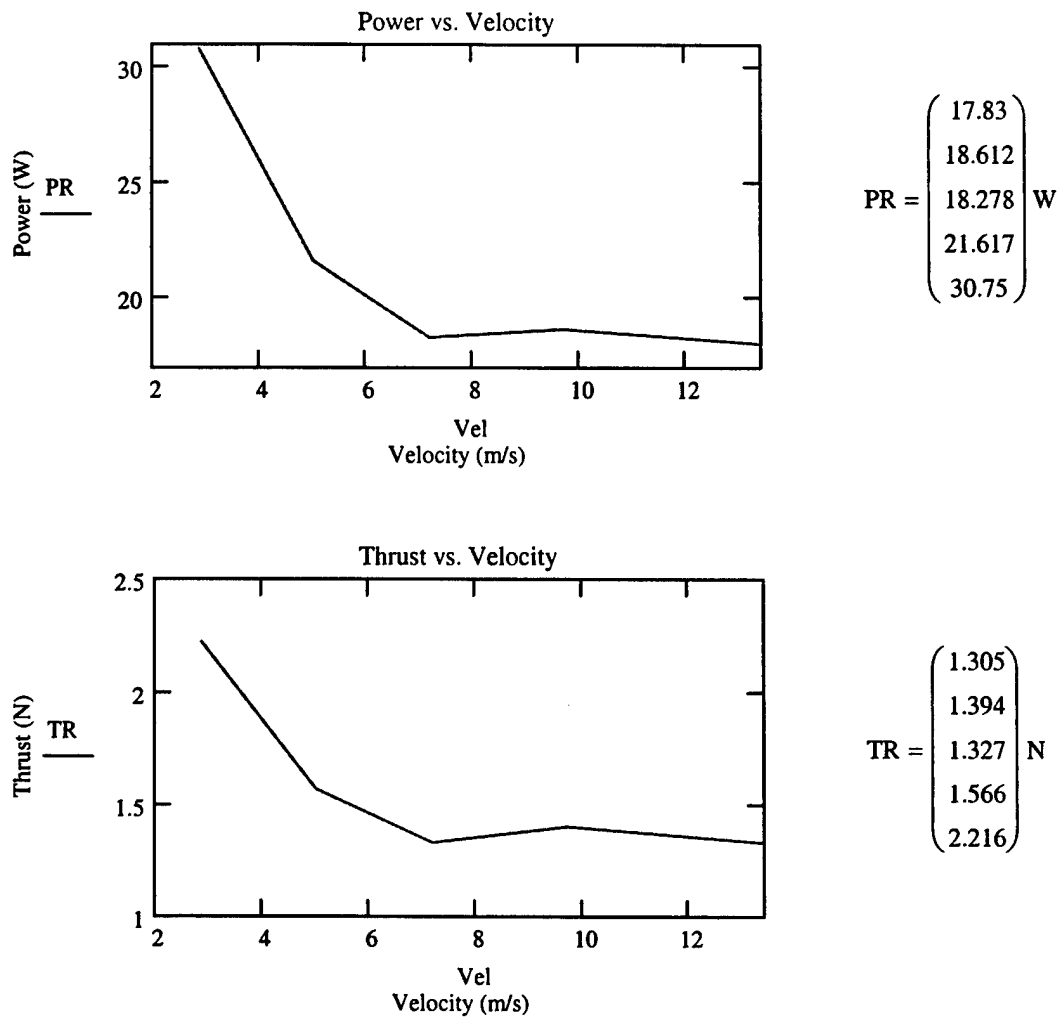 Power vs. Velocity
30
25
20
Power (W)
PR
2 4 6 8 10 12
Vel
Velocity (m/s)
PR = 17.83
18.612
18.278
21.617
30.75
W
Thrust vs. Velocity
2.5
2
1.5
1
Thrust (N)
TR
2 4 6 8 10 12
Vel
Velocity (m/s)
TR = 1.305
1.394
1.327
1.566
2.216
N